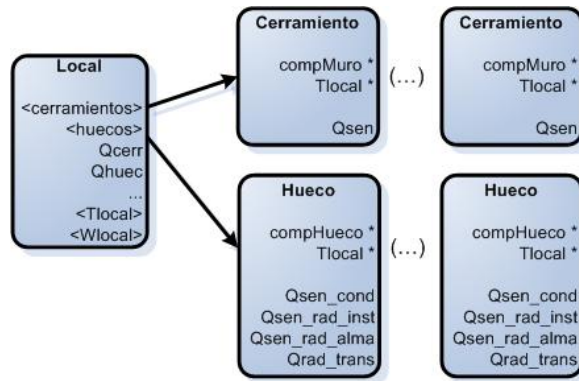 Local
<cerramientos>
<huecos>
Qcerr
Qhuec
...
<Tlocal>
<Wlocal>
Cerramiento
compMuro *
Tlocal *
Qsen
(...)
Cerramiento
compMuro *
Tlocal *
Qsen
Hueco
compHueco *
Tlocal *
Qsen_cond
Qsen_rad_inst
Qsen_rad_alma
Qrad_trans
(...)
Hueco
compHueco *
Tlocal *
Qsen_cond
Qsen_rad_inst
Qsen_rad_alma
Qrad_trans